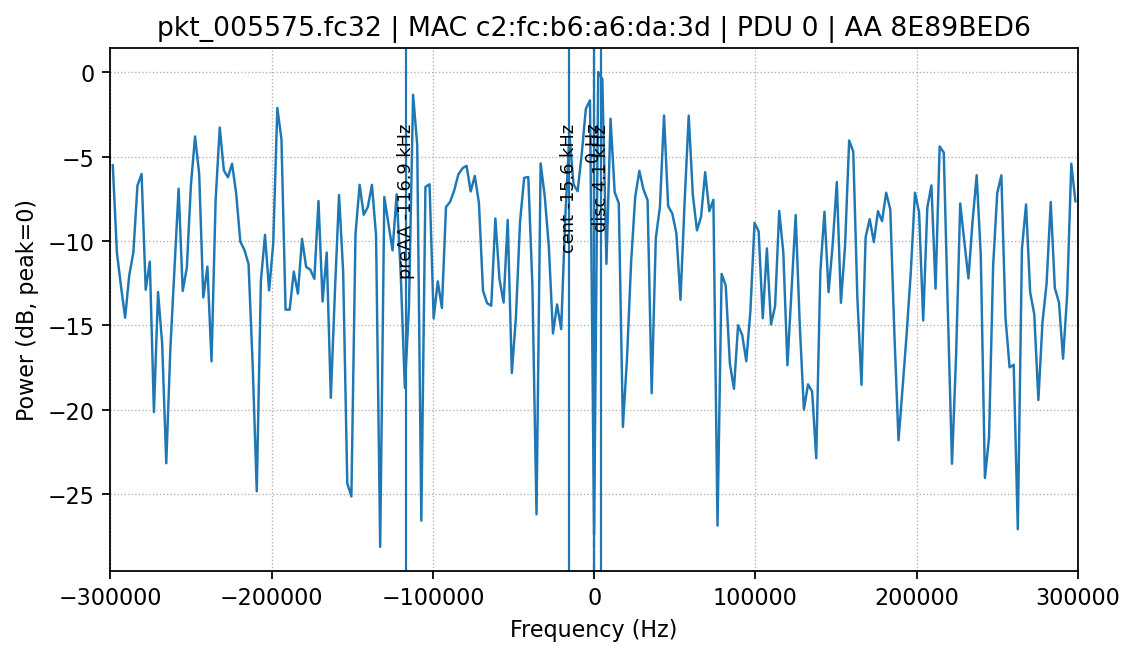 pkt_005575.fc32 | MAC c2:fc:b6:a6:da:3d | PDU 0 | AA 8E89BED6
Power (dB, peak=0)
0
−5
−10
−15
−20
−25
preAA -116.9 kHz
cent -15.6 kHz
0 Hz
disc 4.1 kHz
−300000
−200000
−100000
0
100000
200000
300000
Frequency (Hz)